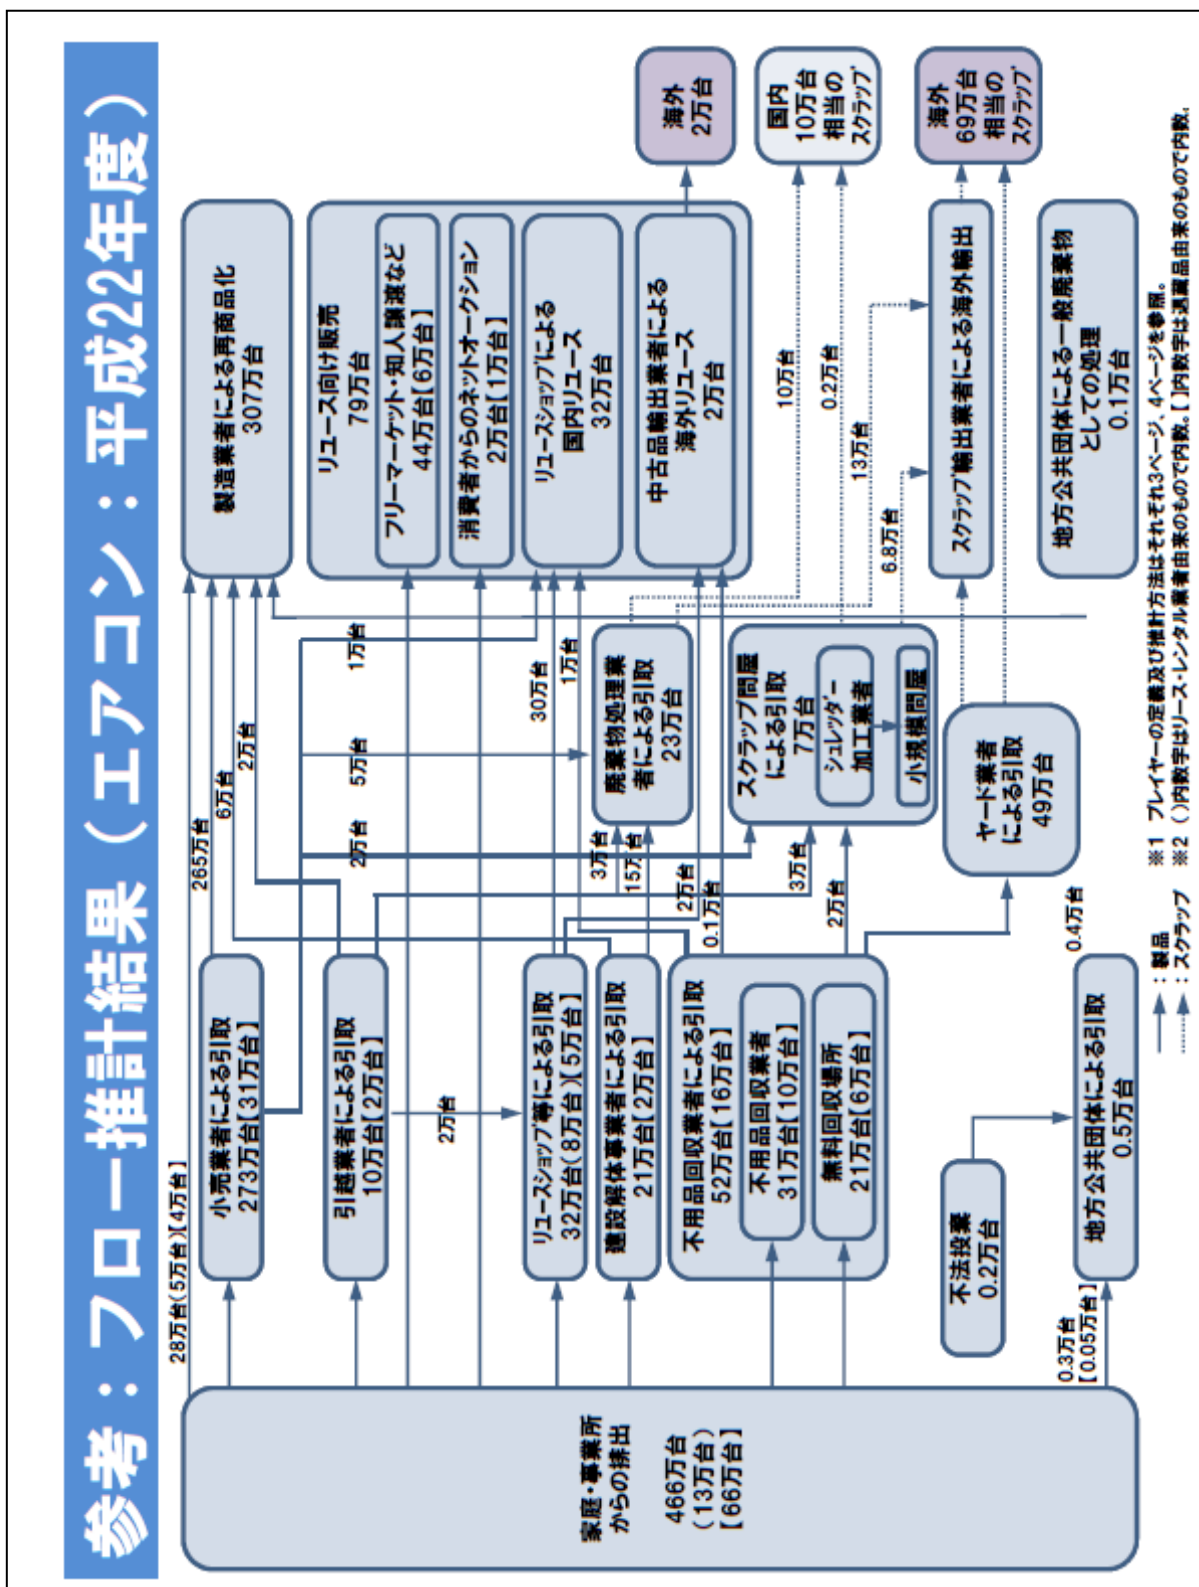 参考：フロー推計結果（エアコン：平成22年度）
家庭・事業所
からの排出
466万台
（13万台）
【66万台】
28万台（5万台）【4万台】
小売業者による引取
273万台【31万台】
引越業者による引取
10万台【2万台】
2万台
リユースショップ等による引取
32万台（8万台）【5万台】
建設解体事業者による引取
21万台【2万台】
不用品回収業者による引取
52万台【16万台】
不用品回収業者
31万台【10万台】
無料回収場所
21万台【6万台】
不法投棄
0.2万台
0.3万台
【0.05万台】
地方公共団体による引取
0.5万台
0.4万台
265万台
6万台
2万台
2万台
5万台
1万台
3万台
15万台
30万台
1万台
2万台
0.1万台
3万台
2万台
廃棄物処理業
者による引取
23万台
スクラップ問屋
による引取
7万台
シュレッダー
加工業者
小規模問屋
ヤード業者
による引取
49万台
製造業者による再商品化
307万台
リユース向け販売
79万台
フリーマーケット・知人譲渡など
44万台【6万台】
消費者からのネットオークション
2万台【1万台】
リユースショップによる
国内リユース
32万台
中古品輸出業者による
海外リユース
2万台
10万台
0.2万台
13万台
6.8万台
スクラップ輸出業者による海外輸出
地方公共団体による一般廃棄物
としての処理
0.1万台
海外
2万台
国内
10万台
相当の
スクラップ
海外
69万台
相当の
スクラップ
：製品
：スクラップ
※1 プレイヤーの定義及び推計方法はそれぞれ3ページ、4ページを参照。
※2 （）内数字はリース・レンタル業者由来のもので内数。【】内数字は退蔵品由来のもので内数。